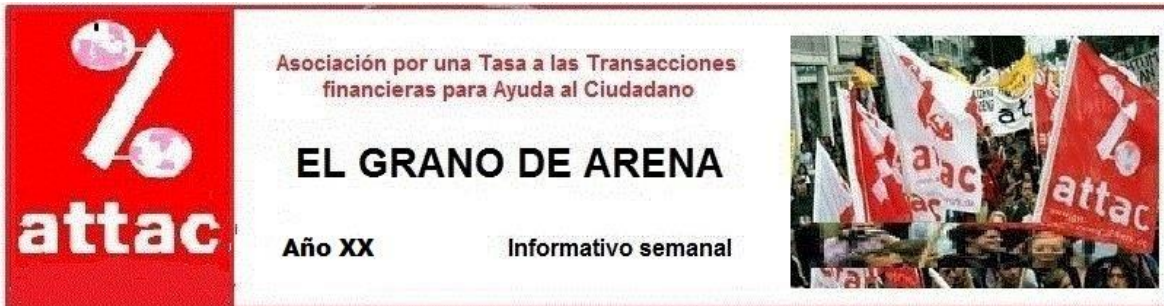 attac
Asociación por una Tasa a las Transacciones
financieras para Ayuda al Ciudadano
EL GRANO DE ARENA
Año XX
Informativo semanal
attac
attac